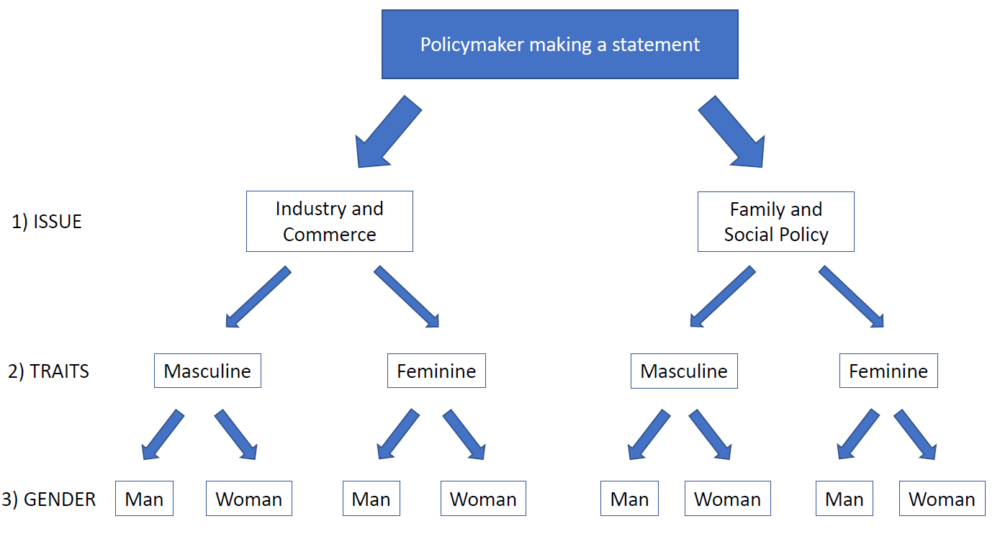 Policymaker making a statement
1) ISSUE
Industry and
Commerce
Family and
Social Policy
2) TRAITS
Masculine
Feminine
Masculine
Feminine
3) GENDER
Man
Woman
Man
Woman
Man
Woman
Man
Woman